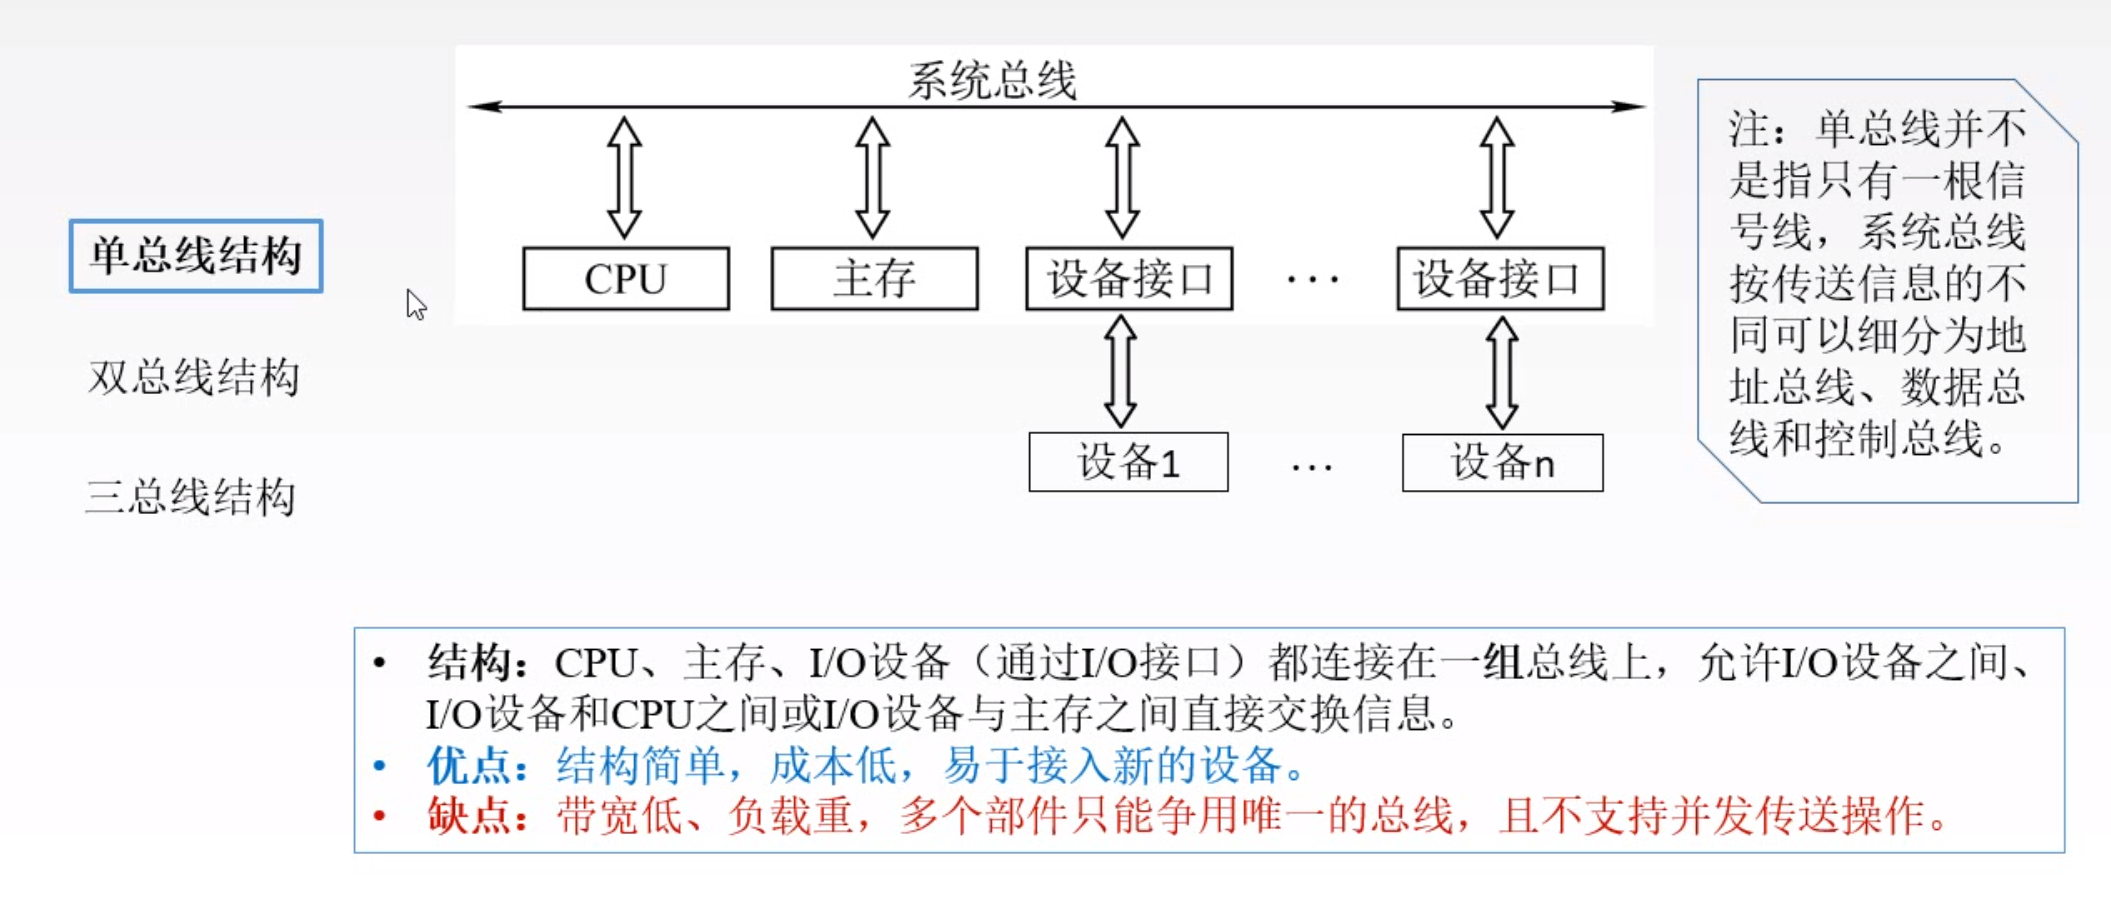 系统总线
CPU
主存
设备接口
...
设备接口
设备1
...
设备n
单总线结构
双总线结构
三总线结构
注：单总线并不
是指只有一根信
号线，系统总线
按传送信息的不
同可以细分为地
址总线、数据总
线和控制总线。
• 结构：CPU、主存、I/O设备（通过I/O接口）都连接在一组总线上，允许I/O设备之间、
I/O设备和CPU之间或I/O设备与主存之间直接交换信息。
• 优点：结构简单，成本低，易于接入新的设备。
• 缺点：带宽低、负载重，多个部件只能争用唯一的总线，且不支持并发传送操作。